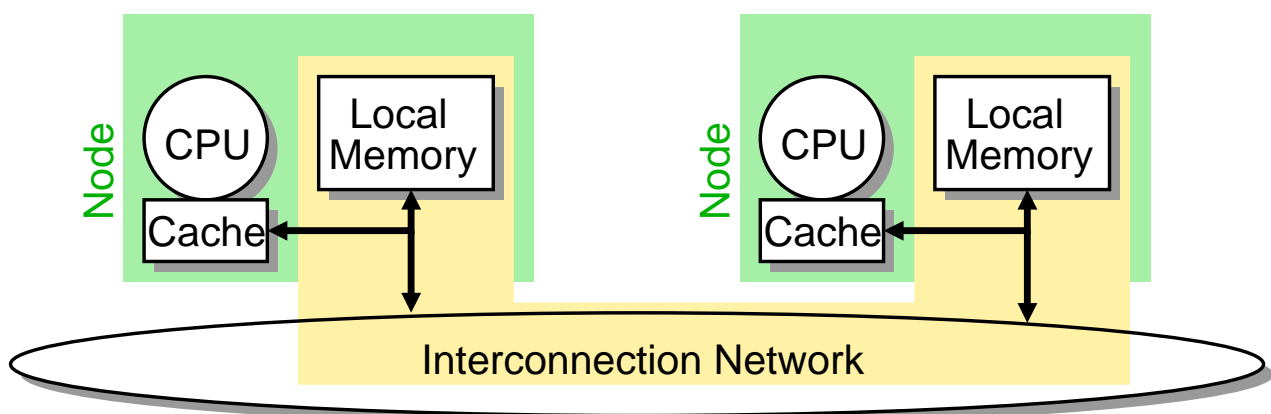 Node
CPU
Local
Memory
Cache
Node
CPU
Local
Memory
Cache
Interconnection Network